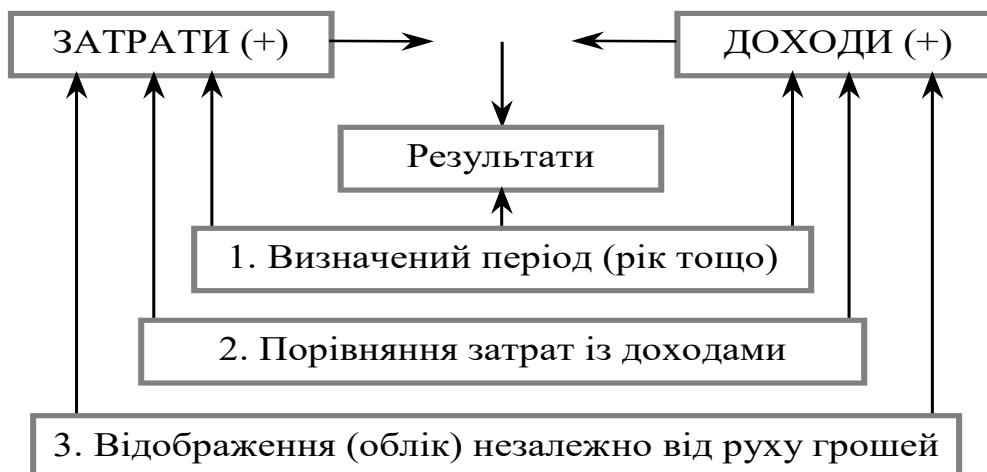 ЗАТРАТИ (+)
ДОХОДИ (+)
Результати
1. Визначений період (рік тощо)
2. Порівняння затрат із доходами
3. Відображення (облік) незалежно від руху грошей